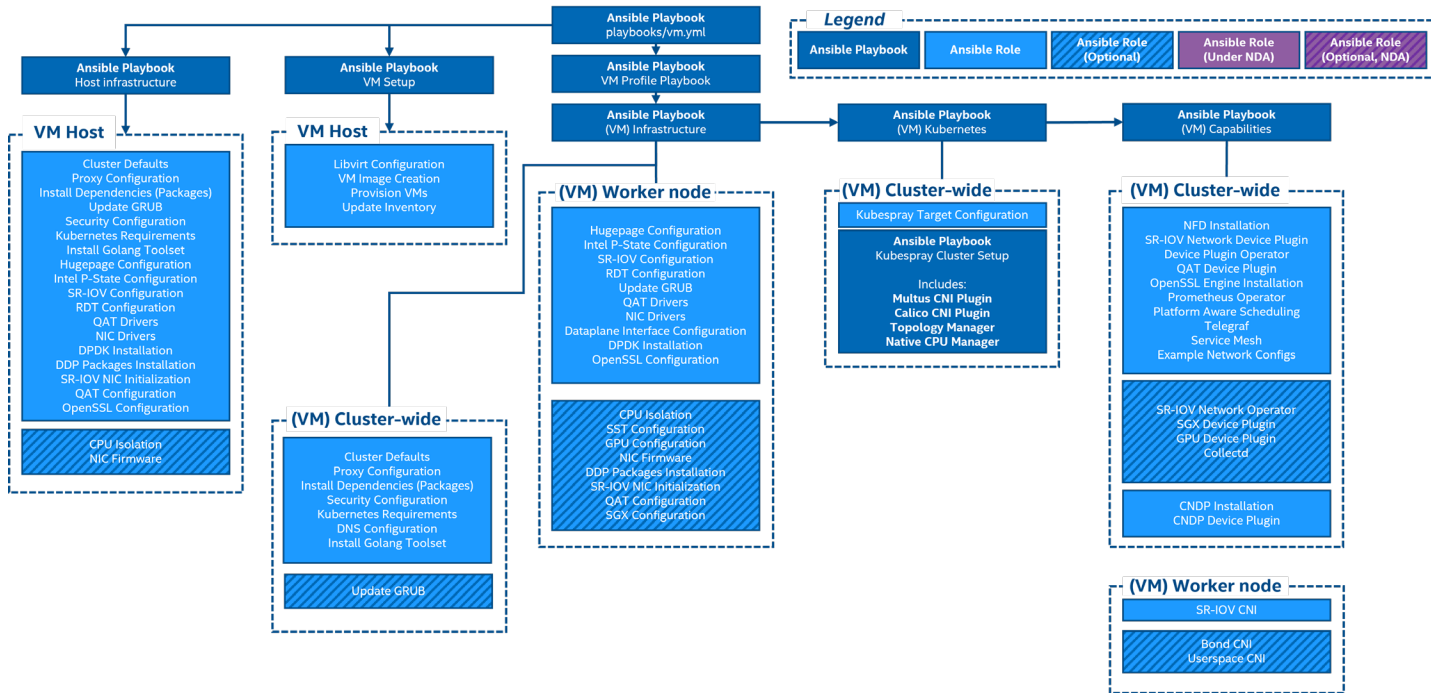 Ansible Playbook
playbooks/vm.yml
Legend
Ansible Playbook
Ansible Role
Ansible Role
(Optional)
Ansible Role
(Under NDA)
Ansible Role
(Optional, NDA)
Ansible Playbook
Host infrastructure
Ansible Playbook
VM Setup
Ansible Playbook
VM Profile Playbook
Ansible Playbook
(VM) Infrastructure
Ansible Playbook
(VM) Kubernetes
Ansible Playbook
(VM) Capabilities
VM Host
Cluster Defaults
Proxy Configuration
Install Dependencies (Packages)
Update GRUB
Security Configuration
Kubernetes Requirements
Install Golang Toolset
Hugepage Configuration
Intel P-State Configuration
SR-IOV Configuration
RDT Configuration
QAT Drivers
NIC Drivers
DPDK Installation
DDP Packages Installation
SR-IOV NIC Initialization
QAT Configuration
OpenSSL Configuration
CPU Isolation
NIC Firmware
VM Host
Libvirt Configuration
VM Image Creation
Provision VMs
Update Inventory
(VM) Cluster-wide
Cluster Defaults
Proxy Configuration
Install Dependencies (Packages)
Security Configuration
Kubernetes Requirements
DNS Configuration
Install Golang Toolset
Update GRUB
(VM) Worker node
Hugepage Configuration
Intel P-State Configuration
SR-IOV Configuration
RDT Configuration
Update GRUB
QAT Drivers
NIC Drivers
Dataplane Interface Configuration
DPDK Installation
OpenSSL Configuration
CPU Isolation
SST Configuration
GPU Configuration
NIC Firmware
DDP Packages Installation
SR-IOV NIC Initialization
QAT Configuration
SGX Configuration
(VM) Cluster-wide
Kubespray Target Configuration
Ansible Playbook
Kubespray Cluster Setup
Includes:
Multus CNI Plugin
Calico CNI Plugin
Topology Manager
Native CPU Manager
(VM) Cluster-wide
NFD Installation
SR-IOV Network Device Plugin
Device Plugin Operator
QAT Device Plugin
OpenSSL Engine Installation
Prometheus Operator
Platform Aware Scheduling
Telegraf
Service Mesh
Example Network Configs
SR-IOV Network Operator
SGX Device Plugin
GPU Device Plugin
Collectd
CNDP Installation
CNDP Device Plugin
(VM) Worker node
SR-IOV CNI
Bond CNI
Userspace CNI